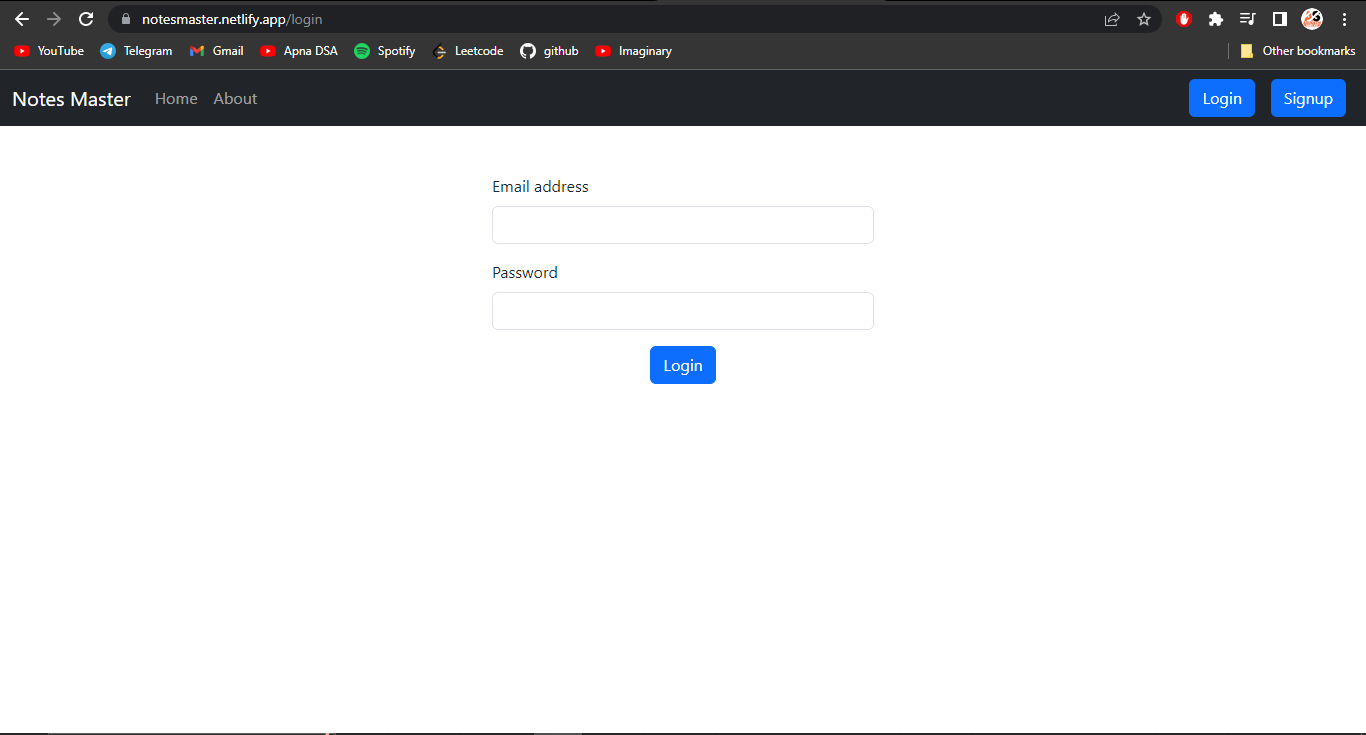 notesmaster.netlify.app/login
YouTube Telegram Gmail Apna DSA Spotify Leetcode github Imaginary Other bookmarks
Notes Master Home About Login Signup
Email address
Password
Login